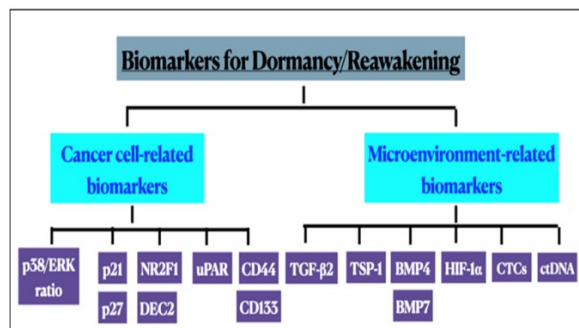 Biomarkers for Dormancy/Reawakening
Cancer cell-related
biomarkers
Microenvironment-related
biomarkers
p38/ERK
ratio
p21
p27
NR2F1
DEC2
uPAR
CD44
CD133
TGF-β2
TSP-1
BMP4
BMP7
HIF-1α
CTCs
ctDNA